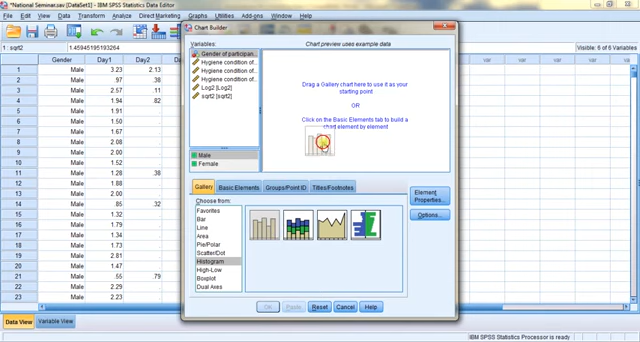 *National Seminar.sav [DataSet3] - IBM SPSS Statistics Data Editor
File Edit View Data Transform Analyze Direct Marketing Graphs Utilities Add-ons Window Help
1 : sqrt2 1.45945195193264 Visible: 6 of 6 Variables
Gender Day1 Day2 var var
1 Male 3.23 2.13
2 Male .97 .38
3 Male 2.57 .11
4 Male 1.94 .82
5 Male 1.50 .
6 Male 1.67 .
7 Male 2.08 .
8 Male 2.00 .
9 Male 2.00 .
10 Male 1.52 .
11 Male 1.28 .38
12 Male 1.88 .
13 Male 2.00 .
14 Male .85 .32
15 Male 1.32 .
16 Male 1.79 .
17 Male 1.34 .
18 Male 1.73 .
19 Male 2.81 .
20 Male 1.47 .
21 Male .55 .79
22 Male 2.29 .
23 Male 2.23 .
Data View Variable View
IBM SPSS Statistics Processor is ready
Chart Builder
Variables: Chart preview uses example data
Gender of participan...
Hygiene condition of...
Hygiene condition of...
Hygiene condition of...
Log2 [Log2]
sqrt2 [sqrt2]
Male
Female
Drag a Gallery chart here to use it as your
starting point
OR
Click on the Basic Elements tab to build a
chart element by element
Gallery Basic Elements Groups/Point ID Titles/Footnotes
Choose from:
Favorites
Bar
Line
Area
Pie/Polar
Scatter/Dot
Histogram
High-Low
Boxplot
Dual Axes
Element
Properties...
Options...
OK Paste Reset Cancel Help